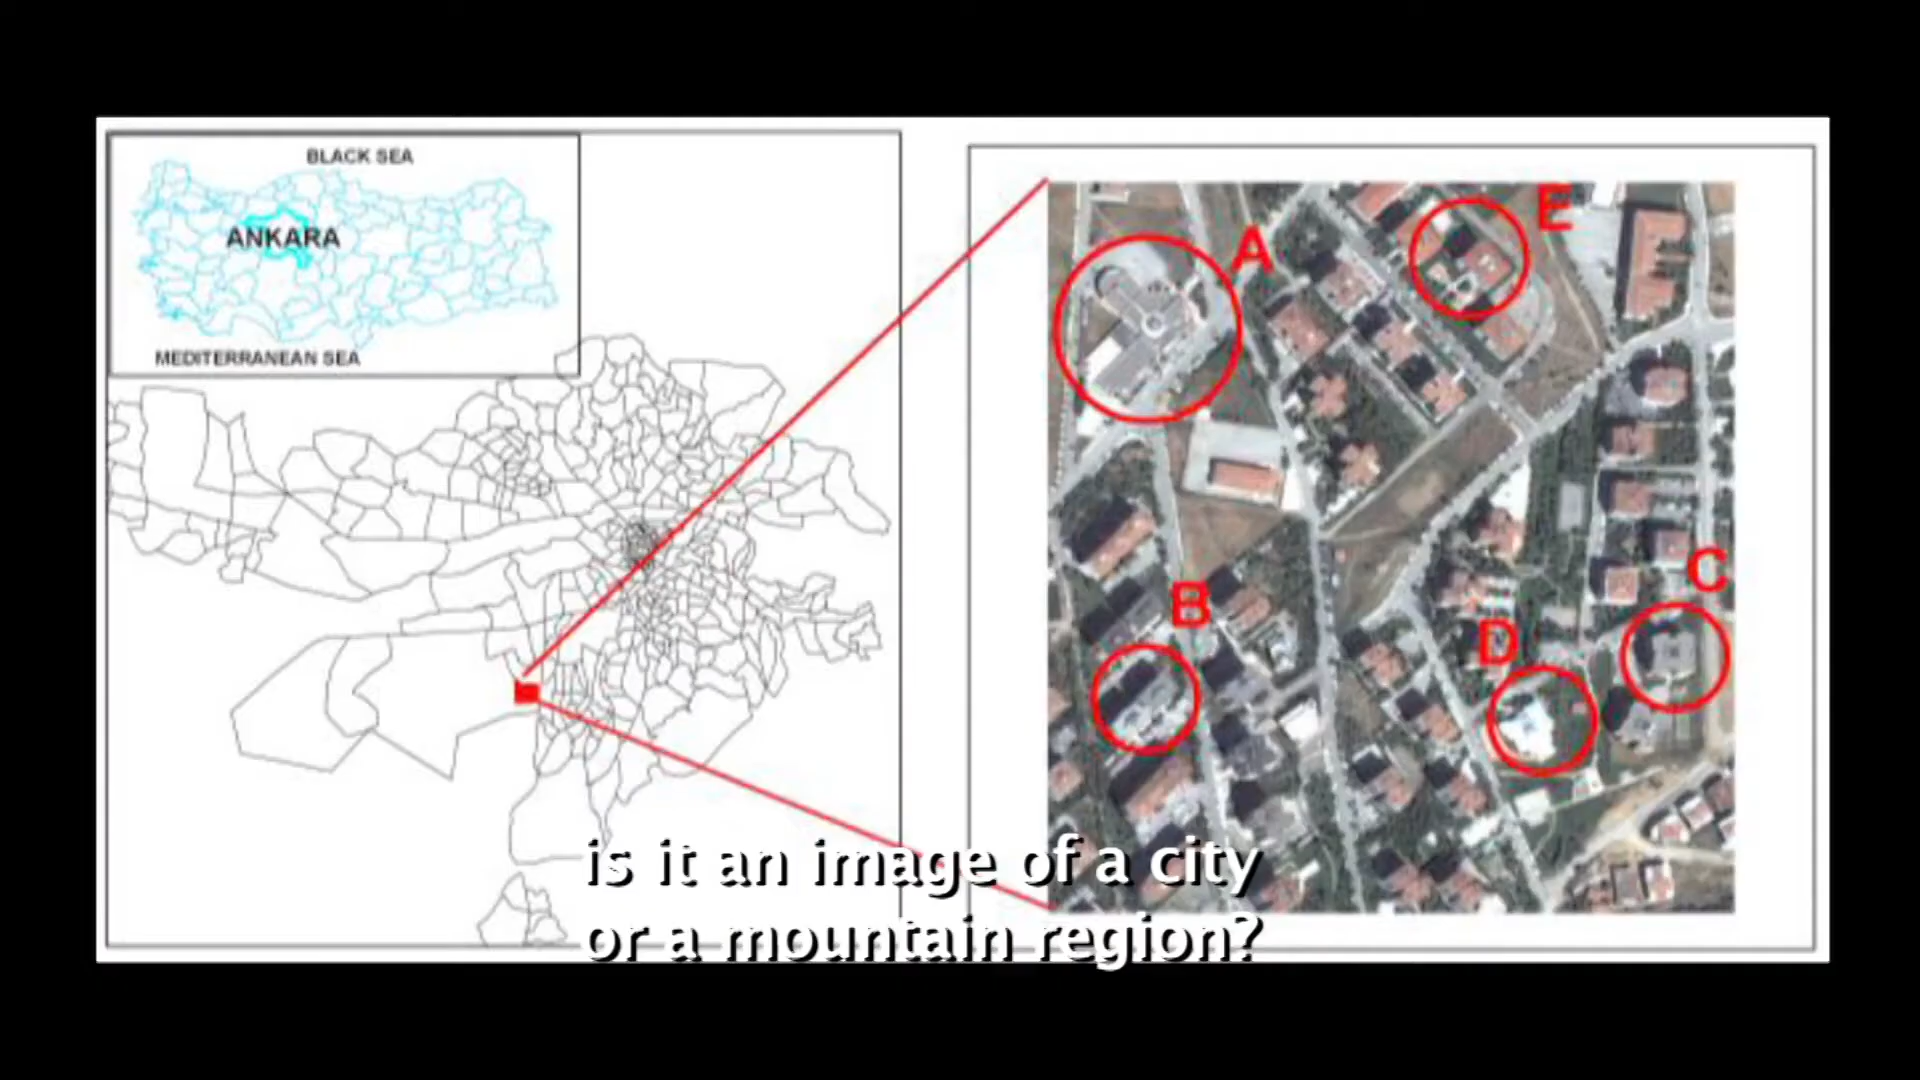 BLACK SEA
ANKARA
MEDITERRANEAN SEA
A
E
B
C
D
is it an image of a city
or a mountain region?